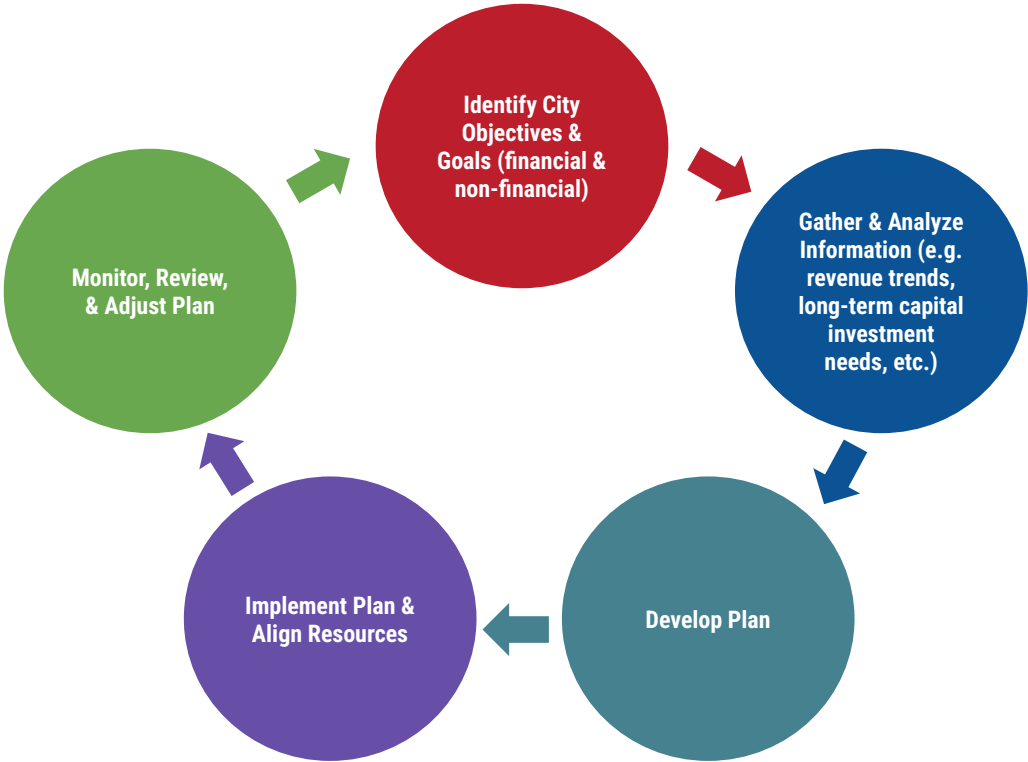 Identify City
Objectives &
Goals (financial &
non-financial)
Gather & Analyze
Information (e.g.
revenue trends,
long-term capital
investment
needs, etc.)
Develop Plan
Implement Plan &
Align Resources
Monitor, Review,
& Adjust Plan